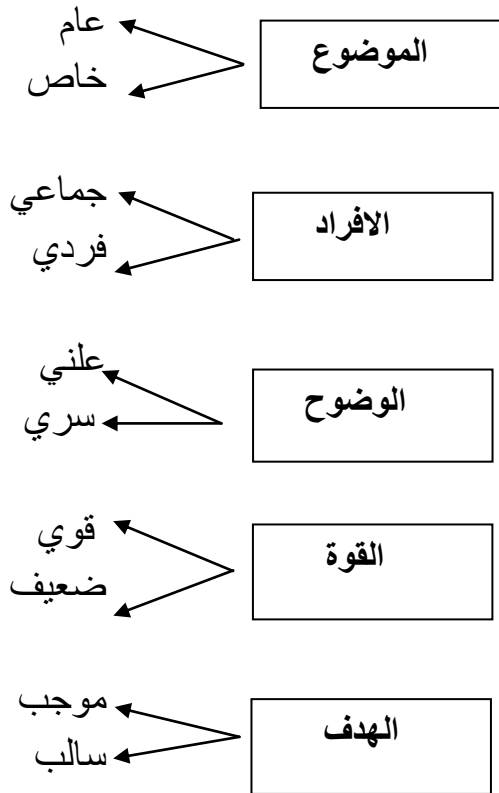 الموضوع
عام
خاص
الافراد
جماعي
فردي
الوضوح
علني
سري
القوة
قوي
ضعيف
الهدف
موجب
سالب